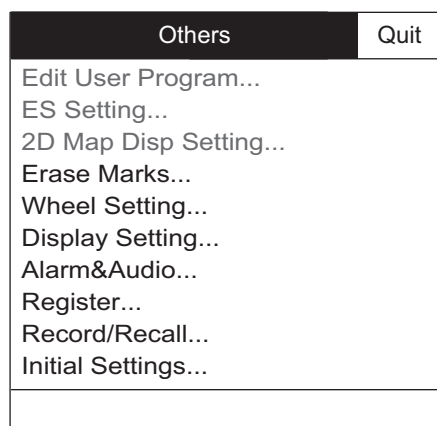 Others Quit
Edit User Program...
ES Setting...
2D Map Disp Setting...
Erase Marks...
Wheel Setting...
Display Setting...
Alarm&Audio...
Register...
Record/Recall...
Initial Settings...